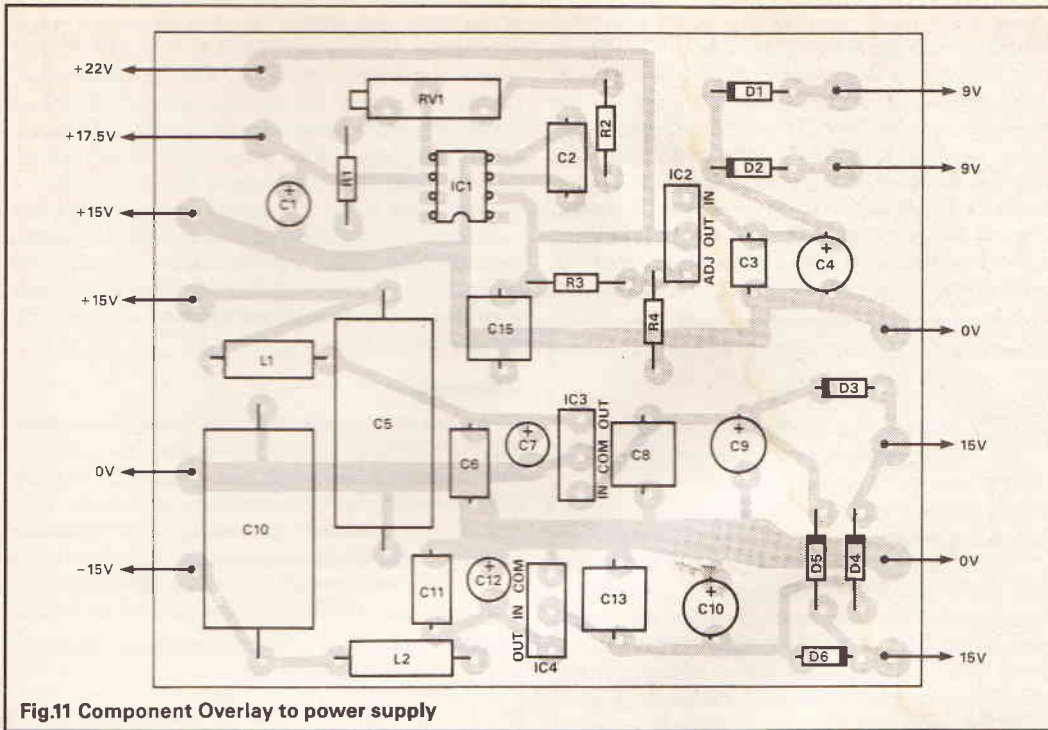 +22V
+17.5V
+15V
+15V
0V
-15V
9V
9V
0V
15V
0V
15V
RV1
R1
C1
IC1
C2
R2
D1
D2
IC2
ADJ OUT IN
C3
C4
R3
R4
C15
L1
C5
D3
IC3
IN COM OUT
C6
C7
C8
C9
C10
D5
D4
C11
C12
OUT IN COM
IC4
C13
C10
L2
D6
Fig.11 Component Overlay to power supply